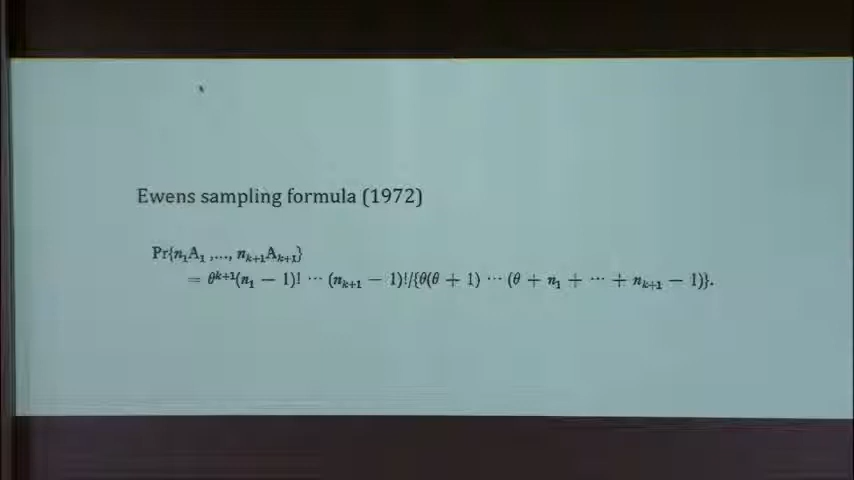 Ewens sampling formula (1972)
Pr{n₁A₁ ,..., nₖ₊₁Aₖ₊₁}
= θᵏ⁺¹(n₁ − 1)! ··· (nₖ₊₁ − 1)!/{θ(θ + 1) ··· (θ + n₁ + ··· + nₖ₊₁ − 1)}.